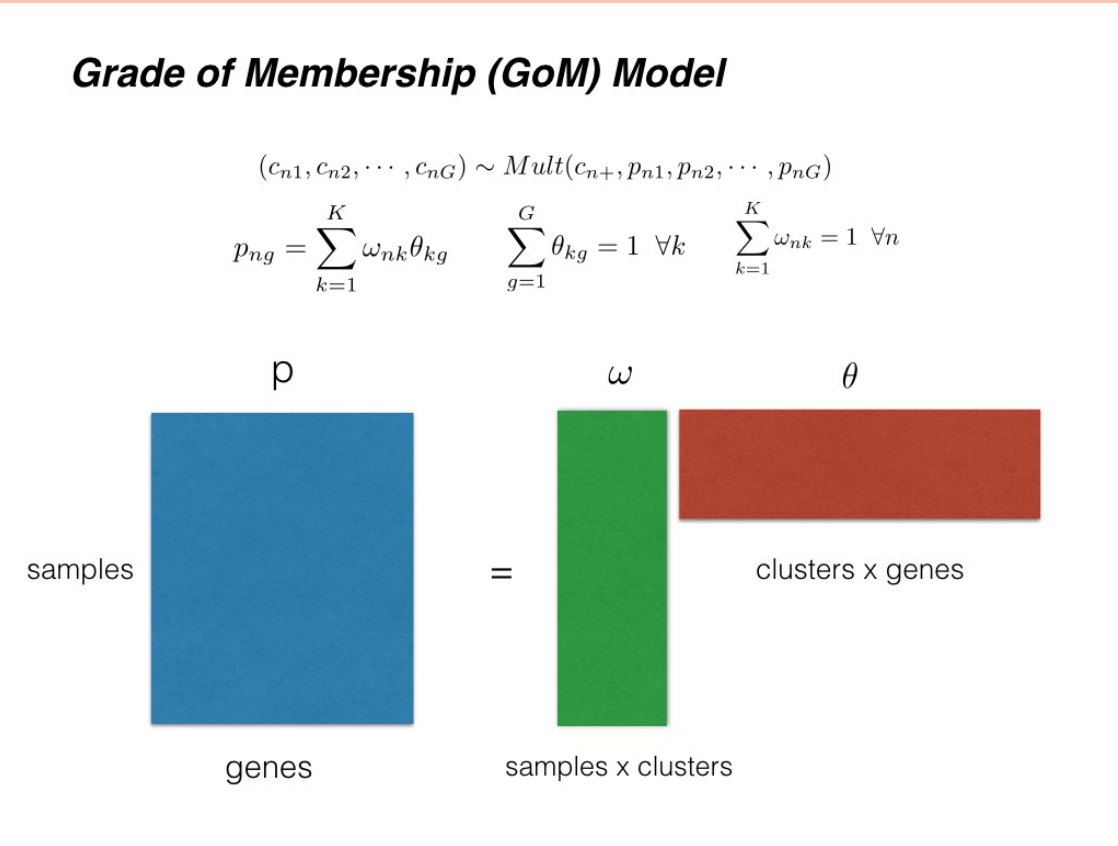 Grade of Membership (GoM) Model
(c_{n1}, c_{n2}, ⋯ , c_{nG}) ∼ Mult(c_{n+}, p_{n1}, p_{n2}, ⋯ , p_{nG})
p_{ng} = ∑_{k=1}^{K} ω_{nk}θ_{kg} ∑_{g=1}^{G} θ_{kg} = 1 ∀k ∑_{k=1}^{K} ω_{nk} = 1 ∀n
p ω θ
samples = clusters x genes
genes samples x clusters